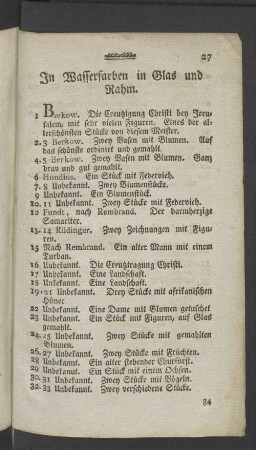 27
In Wasserfarben in Glas und
Rahm.
1 Berkow. Die Creutzigung Christi bey Jeru-
salem, mit sehr vielen Figuren. Eines der al-
lerschönsten Stücke von diesem Meister.
2. 3 Berkow. Zwey Vasen mit Blumen. Auf
das schönste ordinirt und gemahlt.
4. 5 Berkow. Zwey Vasen mit Blumen. Ganz
brav und gut gemahlt.
6 Hundius. Ein Stück mit Federvieh.
7. 8 Unbekannt. Zwey Blumenstücke.
9 Unbekannt. Ein Blumenstück.
10. 11 Unbekannt. Zwey Stücke mit Federvieh.
12 Fundt, nach Rembrand. Der barmherzige
Samariter.
13. 14 Rüdinger. Zwey Zeichnungen mit Figu-
ren.
15 Nach Rembrand. Ein alter Mann mit einem
Turban.
16 Unbekannt. Die Creutztragung Christi.
17 Unbekannt. Eine Landschaft.
18 Unbekannt. Eine Landschaft.
19-21 Unbekannt. Drey Stücke mit afrikanischen
Hüner
22 Unbekannt. Eine Dame mit Blumen getuschet
23 Unbekannt. Ein Stück mit Figuren, auf Glas
gemahlt.
24. 25 Unbekannt. Zwey Stücke mit gemahlten
Blumen.
26. 27 Unbekannt. Zwey Stücke mit Früchten.
28 Unbekannt. Ein alter stehender Courfürst.
29 Unbekannt. Ein Stück mit einem Ochsen.
30. 31 Unbekannt. Zwey Stücke mit Vögeln.
32. 33 Unbekannt. Zwey verschiedene Stücke.
34